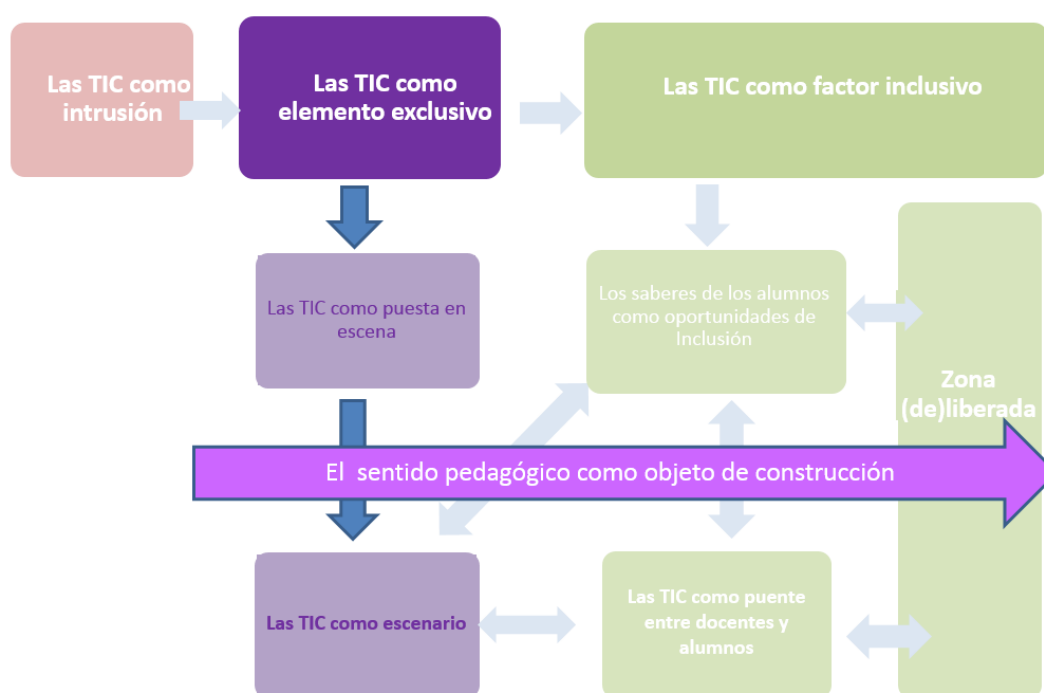 Las TIC como
intrusión
Las TIC como
elemento exclusivo
Las TIC como factor inclusivo
Las TIC como puesta en
escena
Los saberes de los alumnos
como oportunidades de
Inclusión
Zona
(de)liberada
El sentido pedagógico como objeto de construcción
Las TIC como escenario
Las TIC como puente
entre docentes y
alumnos